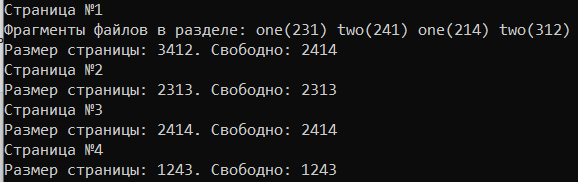 Страница №1
Фрагменты файлов в разделе: one(231) two(241) one(214) two(312)
Размер страницы: 3412. Свободно: 2414
Страница №2
Размер страницы: 2313. Свободно: 2313
Страница №3
Размер страницы: 2414. Свободно: 2414
Страница №4
Размер страницы: 1243. Свободно: 1243